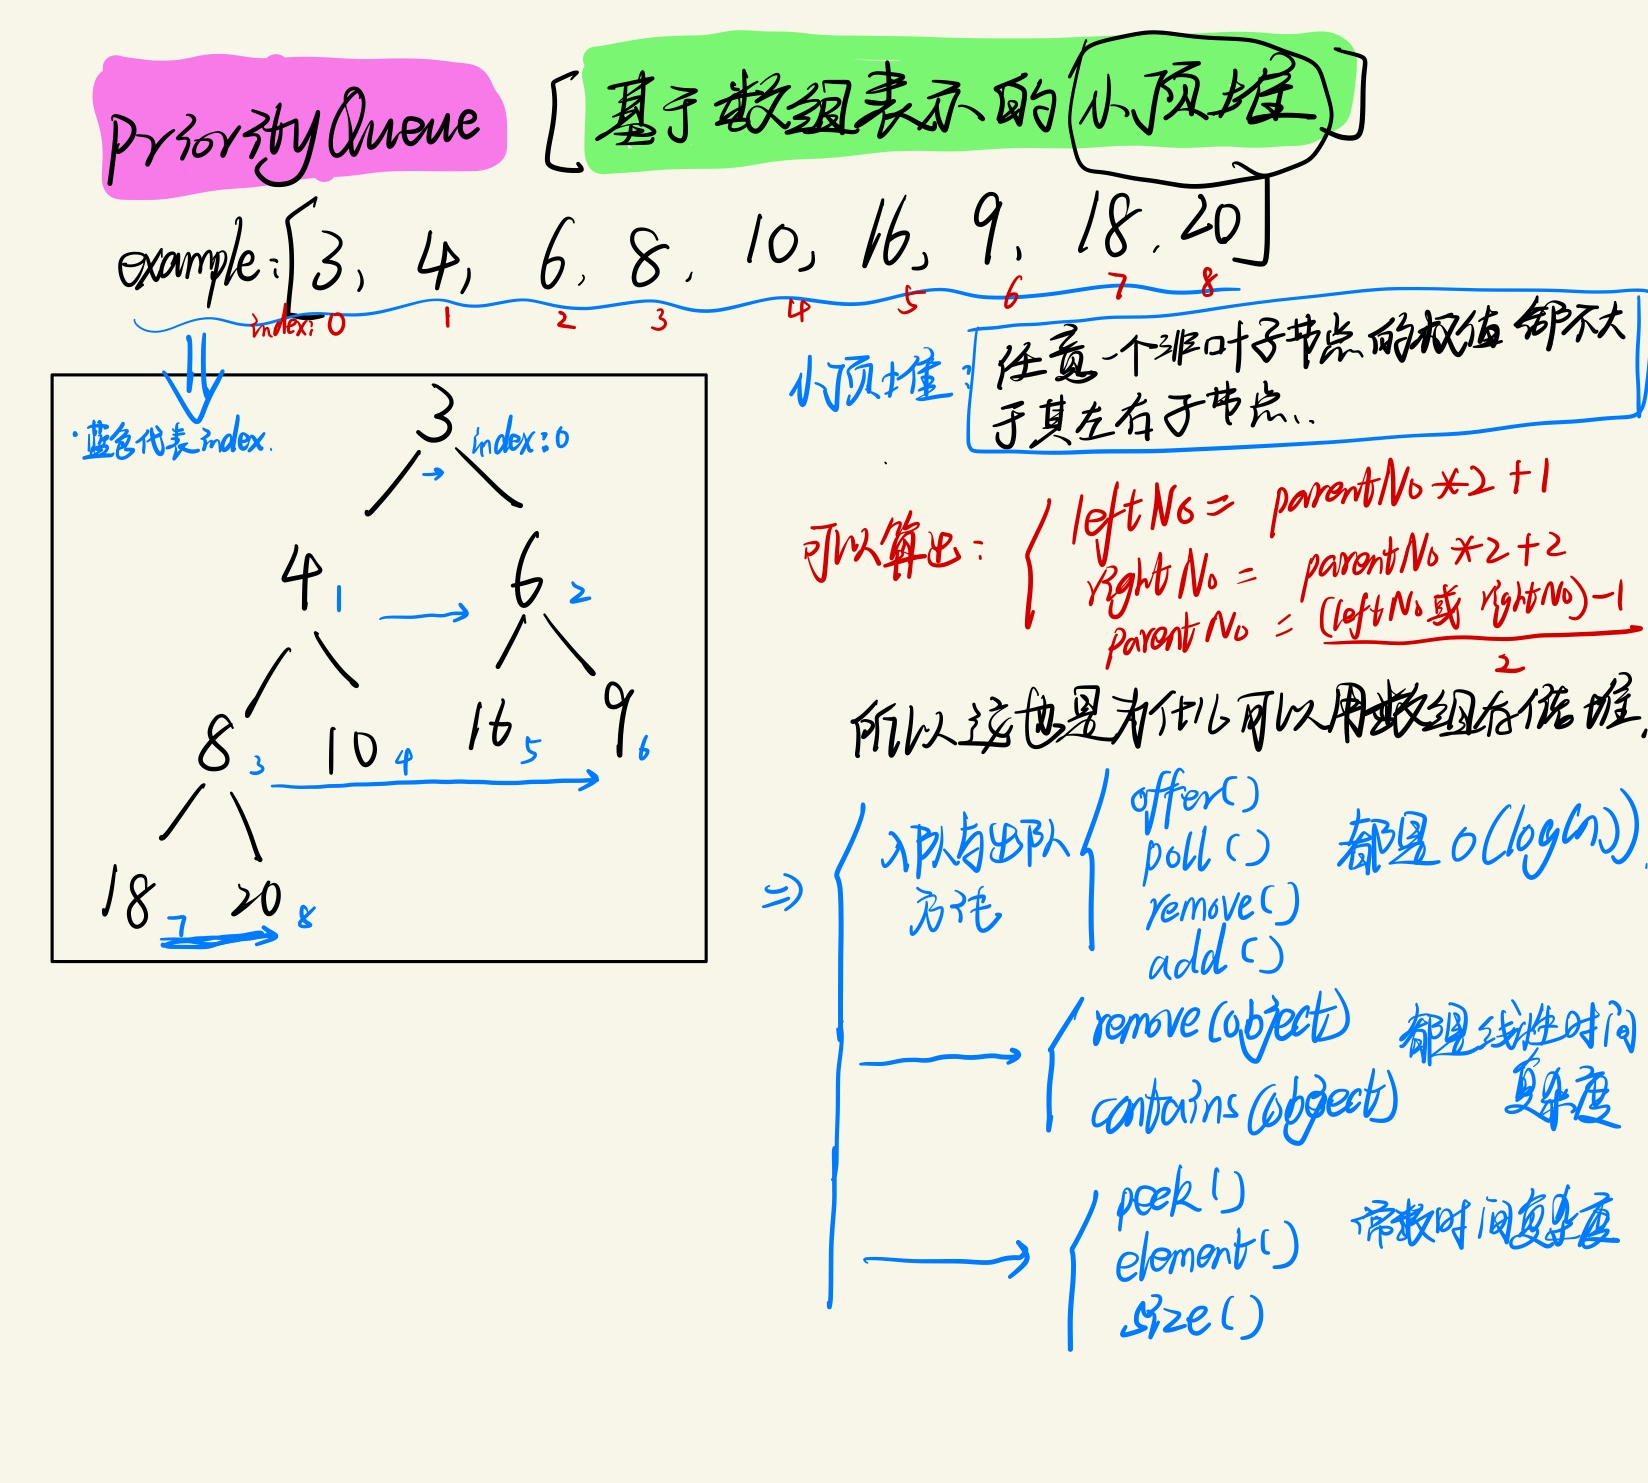 PriorityQueue [基于数组表示的小顶堆]
example:[3, 4, 6, 8, 10, 16, 9, 18, 20]
index: 0 1 2 3 4 5 6 7 8
小顶堆: 任意一个非叶子节点的权值都不大
于其左右子节点..
·蓝色代表index.
3 index:0
4 1 6 2
8 3 10 4 16 5 9 6
18 7 20 8
可以算出:
leftNo = parentNo*2+1
rightNo = parentNo*2+2
parentNo = (leftNo或rightNo)-1
2
所以这也是为什么可以用数组存储堆.
入队与出队
方法
offer()
poll()
remove()
add()
都是 O(log(n)).
remove(object)
contains(object)
都是线性时间
复杂度
peek()
element()
size()
常数时间复杂度